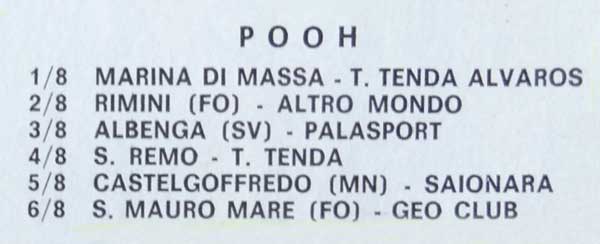 POOH
1/8 MARINA DI MASSA - T. TENDA ALVAROS
2/8 RIMINI (FO) - ALTRO MONDO
3/8 ALBENGA (SV) - PALASPORT
4/8 S. REMO - T. TENDA
5/8 CASTELGOFFREDO (MN) - SAIONARA
6/8 S. MAURO MARE (FO) - GEO CLUB